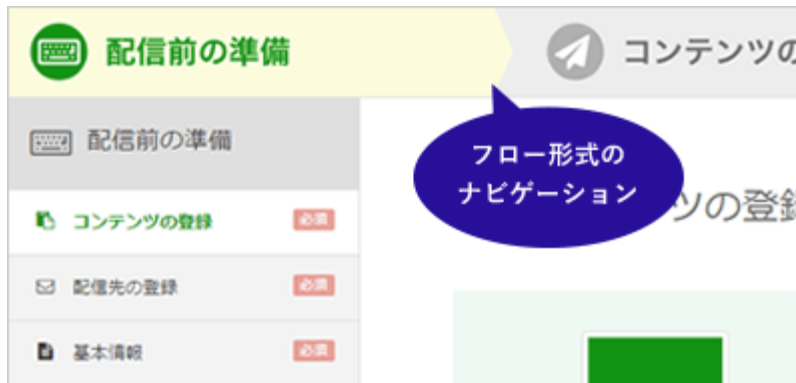 配信前の準備
コンテンツの
配信前の準備
フロー形式の
ナビゲーション
コンテンツの登録 必須
ツの登録
配信先の登録 必須
基本情報 必須